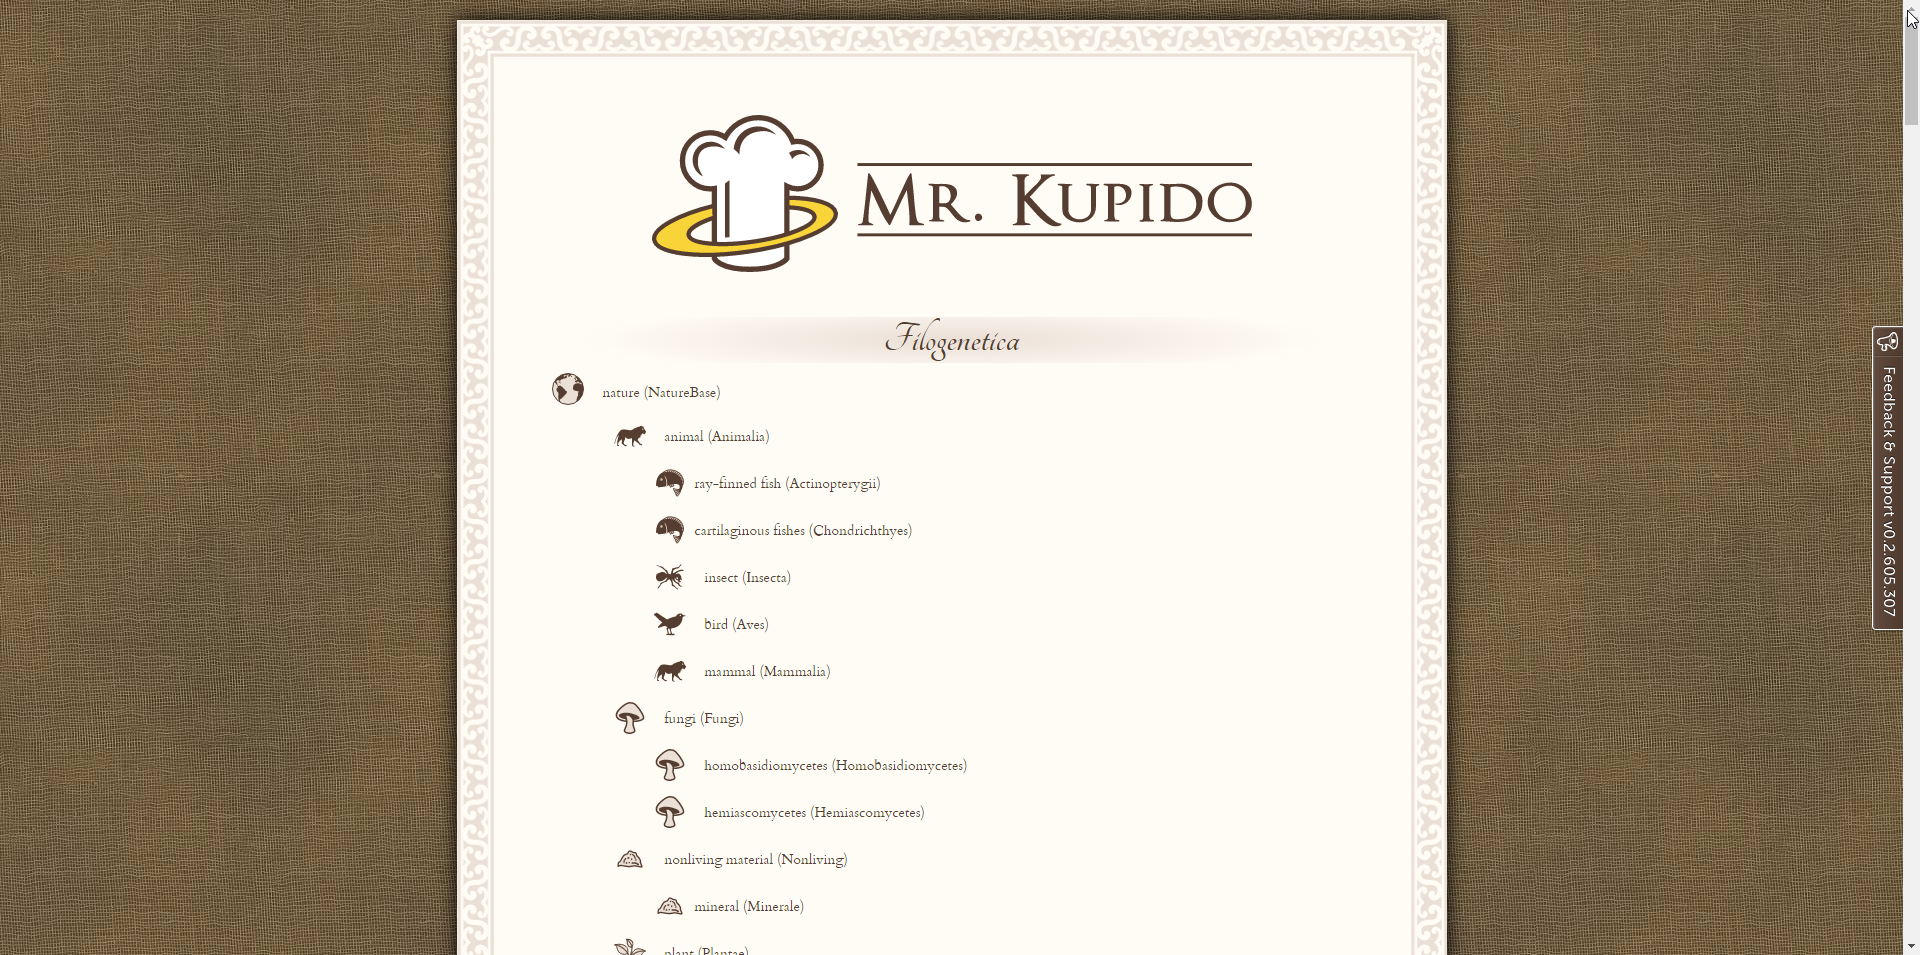 Mr. Kupido
Filogenetica
nature (NatureBase)
animal (Animalia)
ray-finned fish (Actinopterygii)
cartilaginous fishes (Chondrichthyes)
insect (Insecta)
bird (Aves)
mammal (Mammalia)
fungi (Fungi)
homobasidiomycetes (Homobasidiomycetes)
hemiascomycetes (Hemiascomycetes)
nonliving material (Nonliving)
mineral (Minerale)
plant (Plantae)
Feedback & Support v0.2.605.307